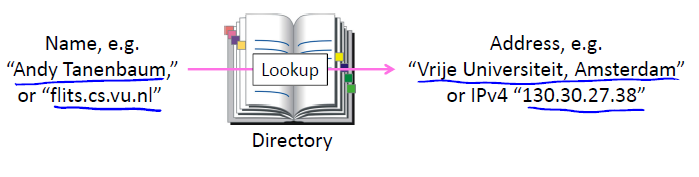 Name, e.g.
“Andy Tanenbaum,”
or “flits.cs.vu.nl”
Lookup
Directory
Address, e.g.
“Vrije Universiteit, Amsterdam”
or IPv4 “130.30.27.38”